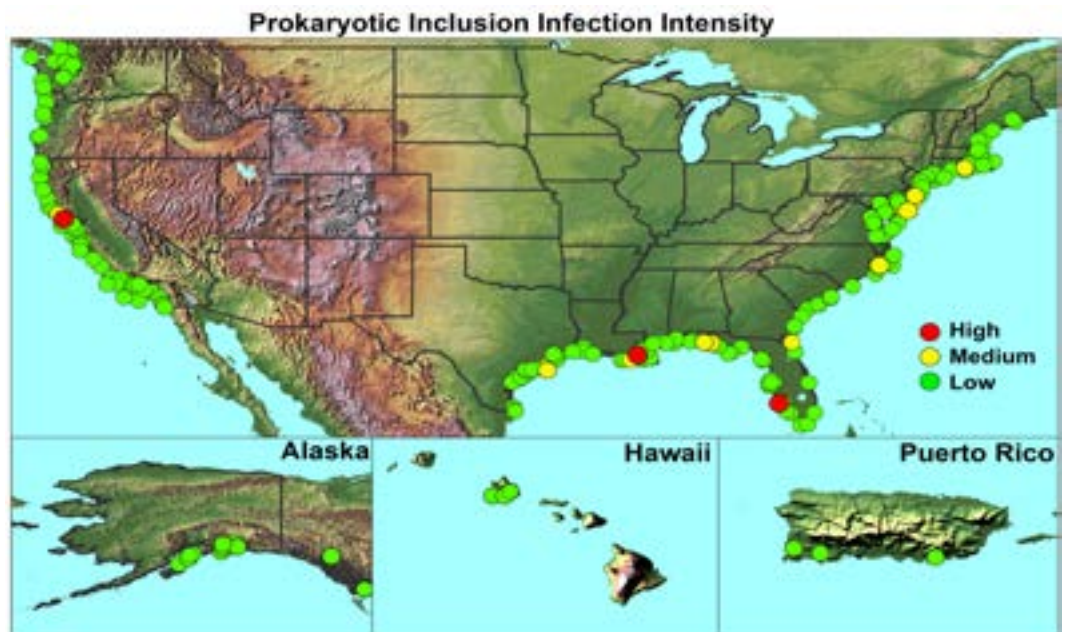 Prokaryotic Inclusion Infection Intensity
High
Medium
Low
Alaska
Hawaii
Puerto Rico